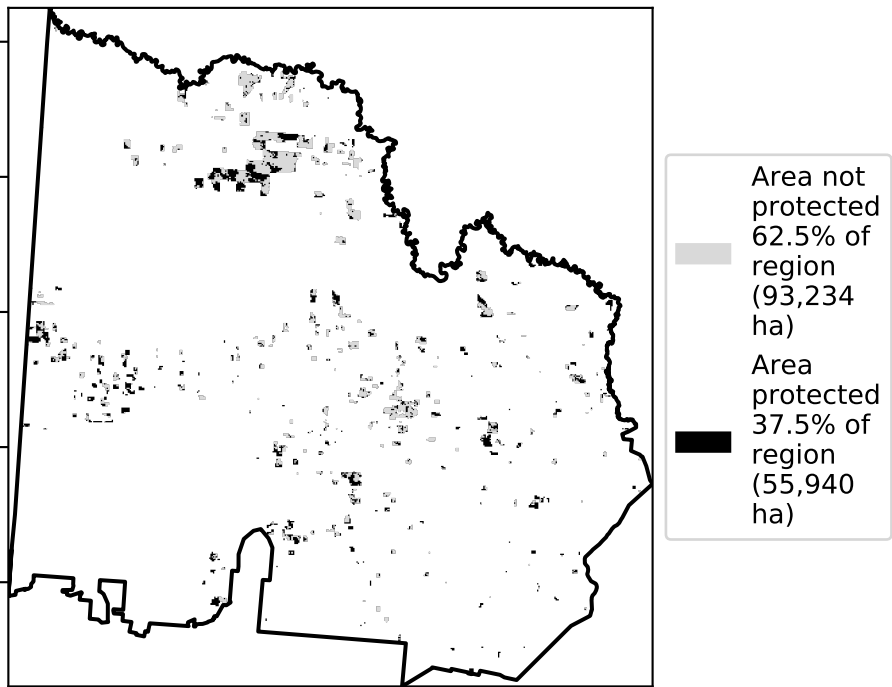 Area not
protected
62.5% of
region
(93,234
ha)
Area
protected
37.5% of
region
(55,940
ha)